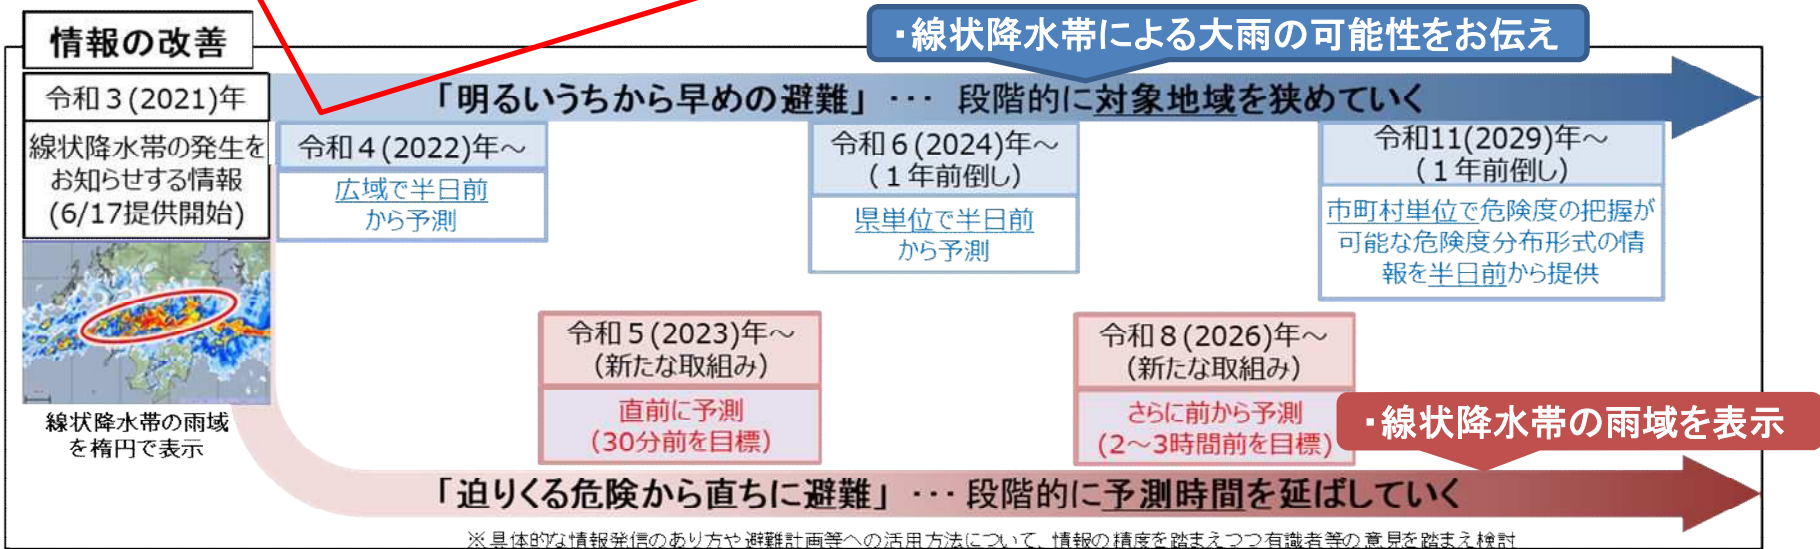 情報の改善
・線状降水帯による大雨の可能性をお伝え
令和3(2021)年
「明るいうちから早めの避難」 ･･･ 段階的に対象地域を狭めていく
線状降水帯の発生を
お知らせする情報
(6/17提供開始)
令和4(2022)年～
広域で半日前
から予測
令和6(2024)年～
(1年前倒し)
県単位で半日前
から予測
令和11(2029)年～
(1年前倒し)
市町村単位で危険度の把握が
可能な危険度分布形式の情
報を半日前から提供
線状降水帯の雨域
を楕円で表示
令和5(2023)年～
(新たな取組み)
直前に予測
(30分前を目標)
令和8(2026)年～
(新たな取組み)
さらに前から予測
(2～3時間前を目標)
・線状降水帯の雨域を表示
「迫りくる危険から直ちに避難」 ･･･ 段階的に予測時間を延ばしていく
※具体的な情報発信のあり方や避難計画等への活用方法について、情報の精度を踏まえつつ有識者等の意見を踏まえ検討